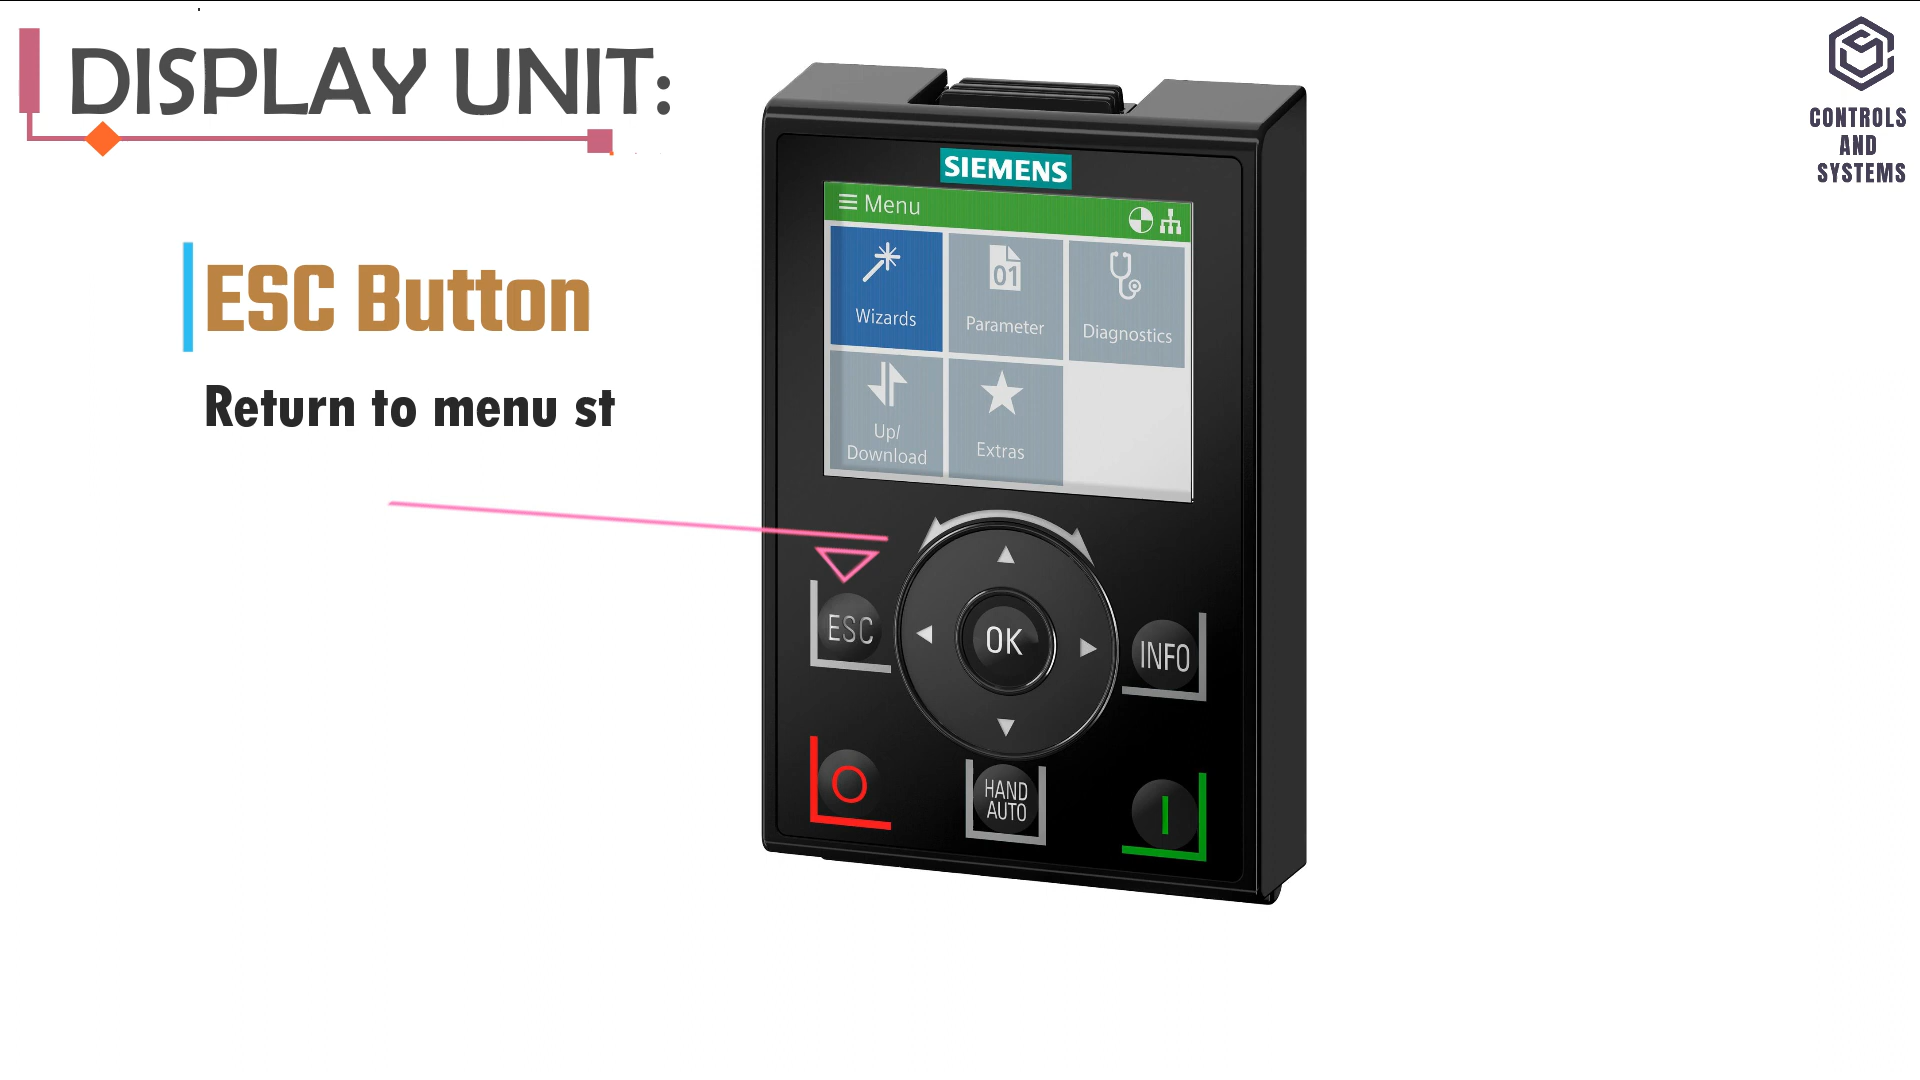 DISPLAY UNIT:
CONTROLS
AND
SYSTEMS
ESC Button
Return to menu st
SIEMENS
Menu
Wizards
01
Parameter
Diagnostics
Up/
Download
Extras
ESC
OK
INFO
O
HAND
AUTO
I